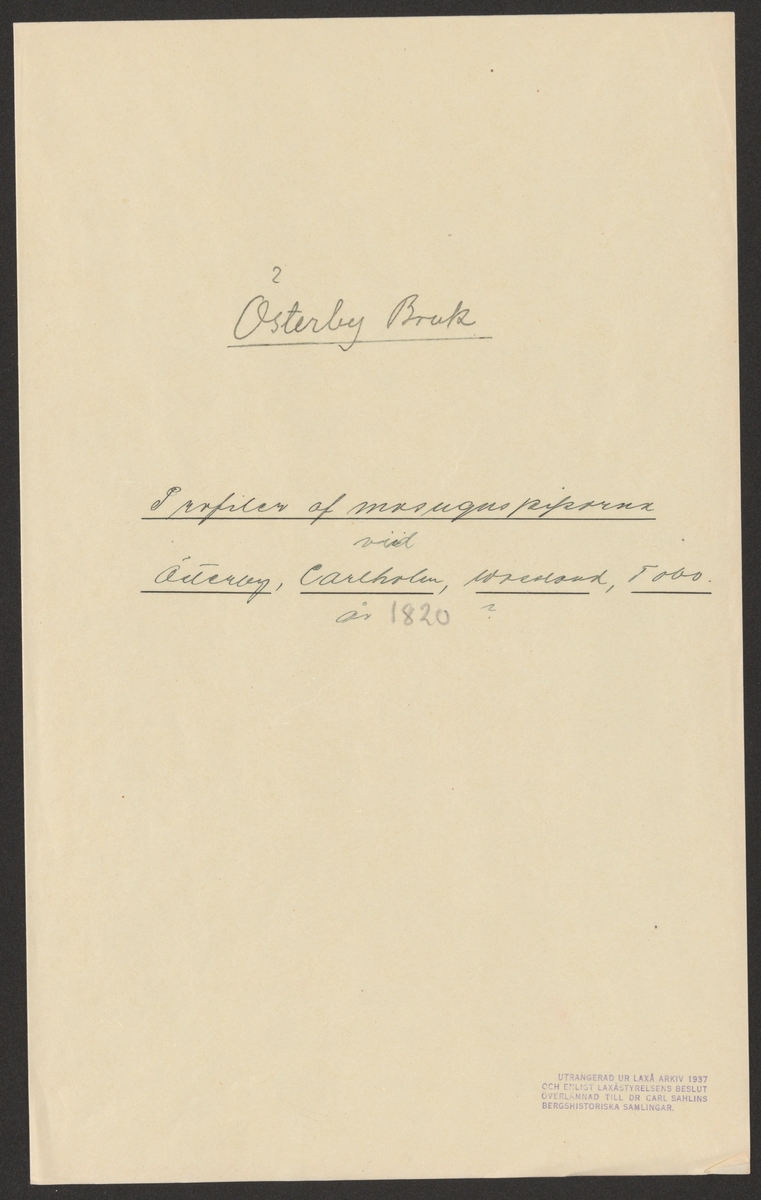 ?
Österby Bruk
Profiler af masugnspiporna
vid
Österby, Carlholm, Wessland, Tobo.
år 1820 ?
UTRANGERAD UR LAXÅ ARKIV 1937
OCH ENLIGT LAXÅSTYRELSENS BESLUT
ÖVERLÄMNAD TILL DR CARL SAHLINS
BERGSHISTORISKA SAMLINGAR.